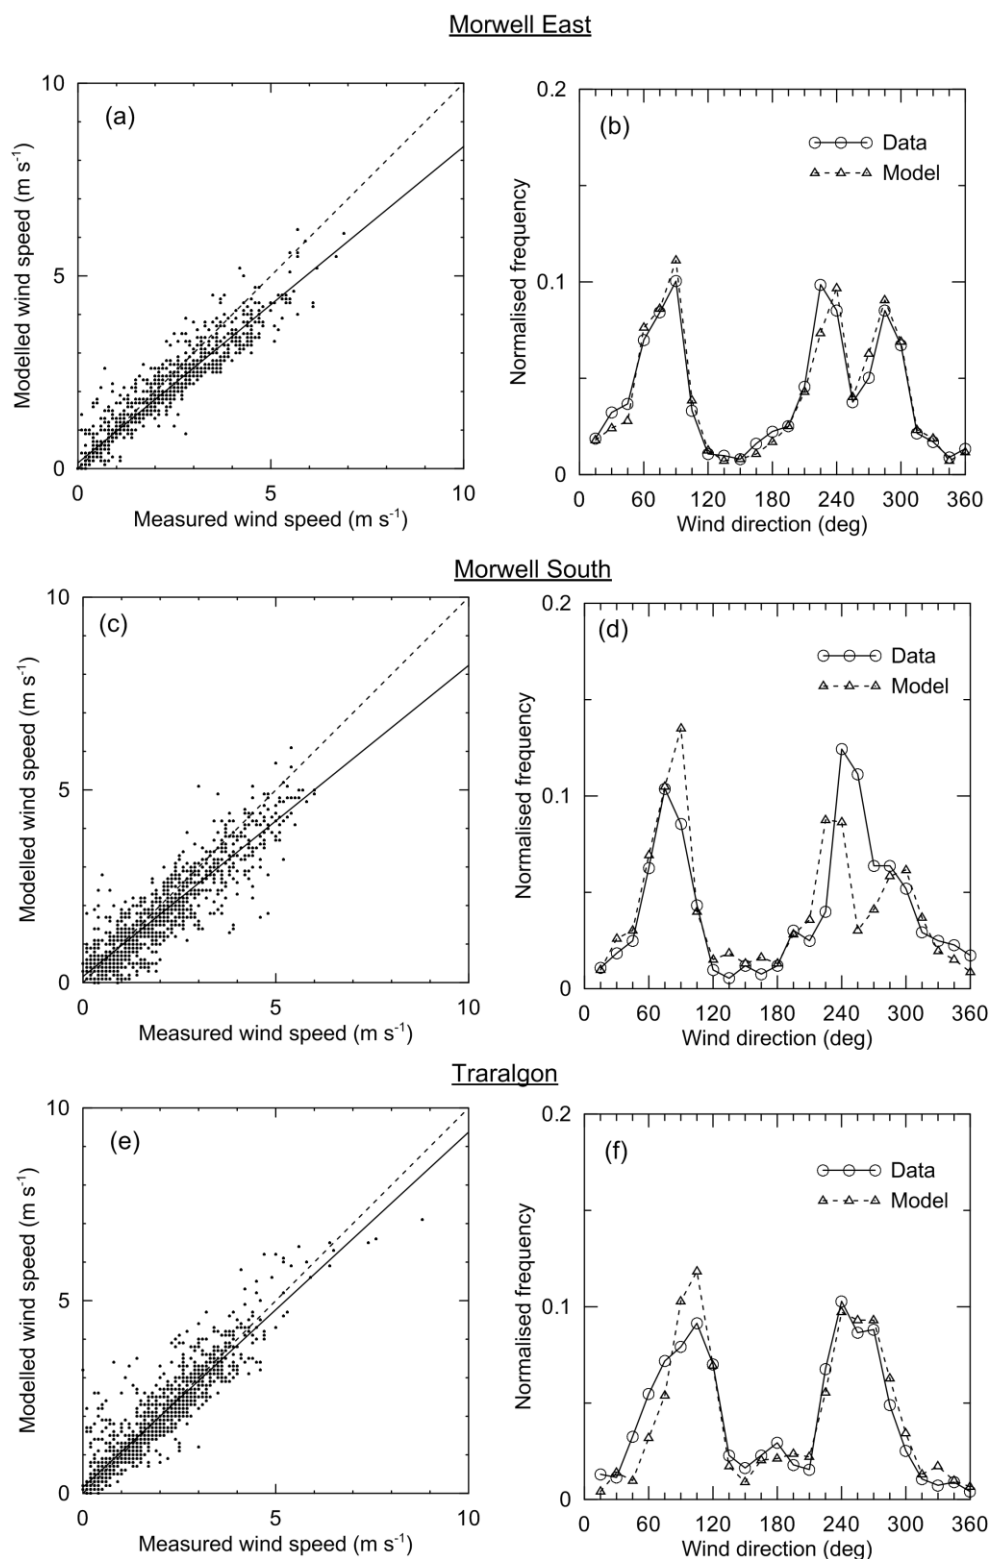 Morwell East
(a)
Modelled wind speed (m s⁻¹)
10
5
0
0 5 10
Measured wind speed (m s⁻¹)
(b)
Data
Model
Normalised frequency
0.2
0.1
0
0 60 120 180 240 300 360
Wind direction (deg)
Morwell South
(c)
Modelled wind speed (m s⁻¹)
10
5
0
0 5 10
Measured wind speed (m s⁻¹)
(d)
Data
Model
Normalised frequency
0.2
0.1
0
0 60 120 180 240 300 360
Wind direction (deg)
Traralgon
(e)
Modelled wind speed (m s⁻¹)
10
5
0
0 5 10
Measured wind speed (m s⁻¹)
(f)
Data
Model
Normalised frequency
0.2
0.1
0
0 60 120 180 240 300 360
Wind direction (deg)